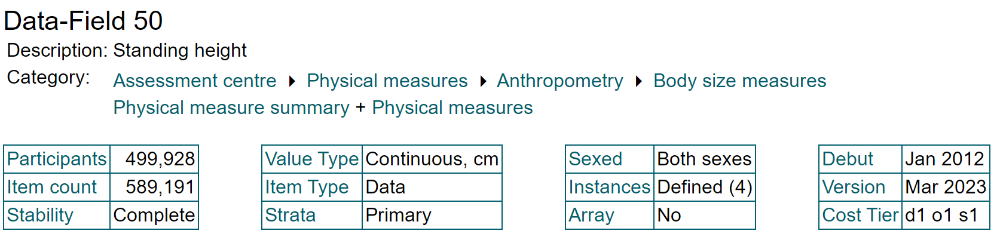 Data-Field 50
Description: Standing height
Category: Assessment centre ⏵ Physical measures ⏵ Anthropometry ⏵ Body size measures
Physical measure summary + Physical measures
Participants 499,928 Value Type Continuous, cm Sexed Both sexes Debut Jan 2012
Item count 589,191 Item Type Data Instances Defined (4) Version Mar 2023
Stability Complete Strata Primary Array No Cost Tier d1 o1 s1